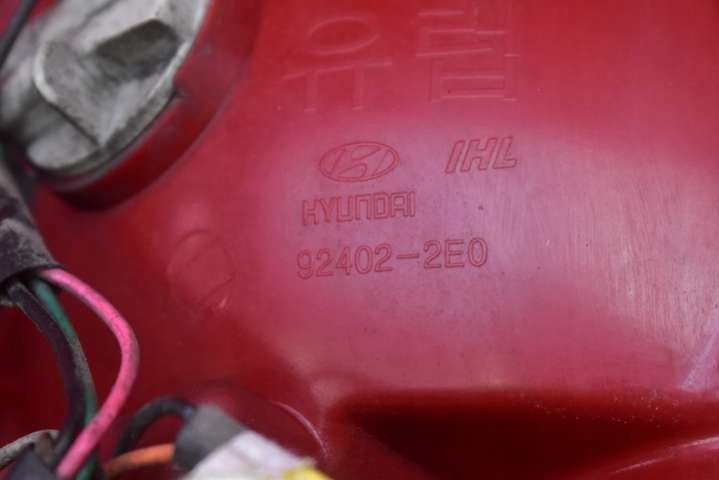 유럽
IHL
HYUNDAI
92402-2E0